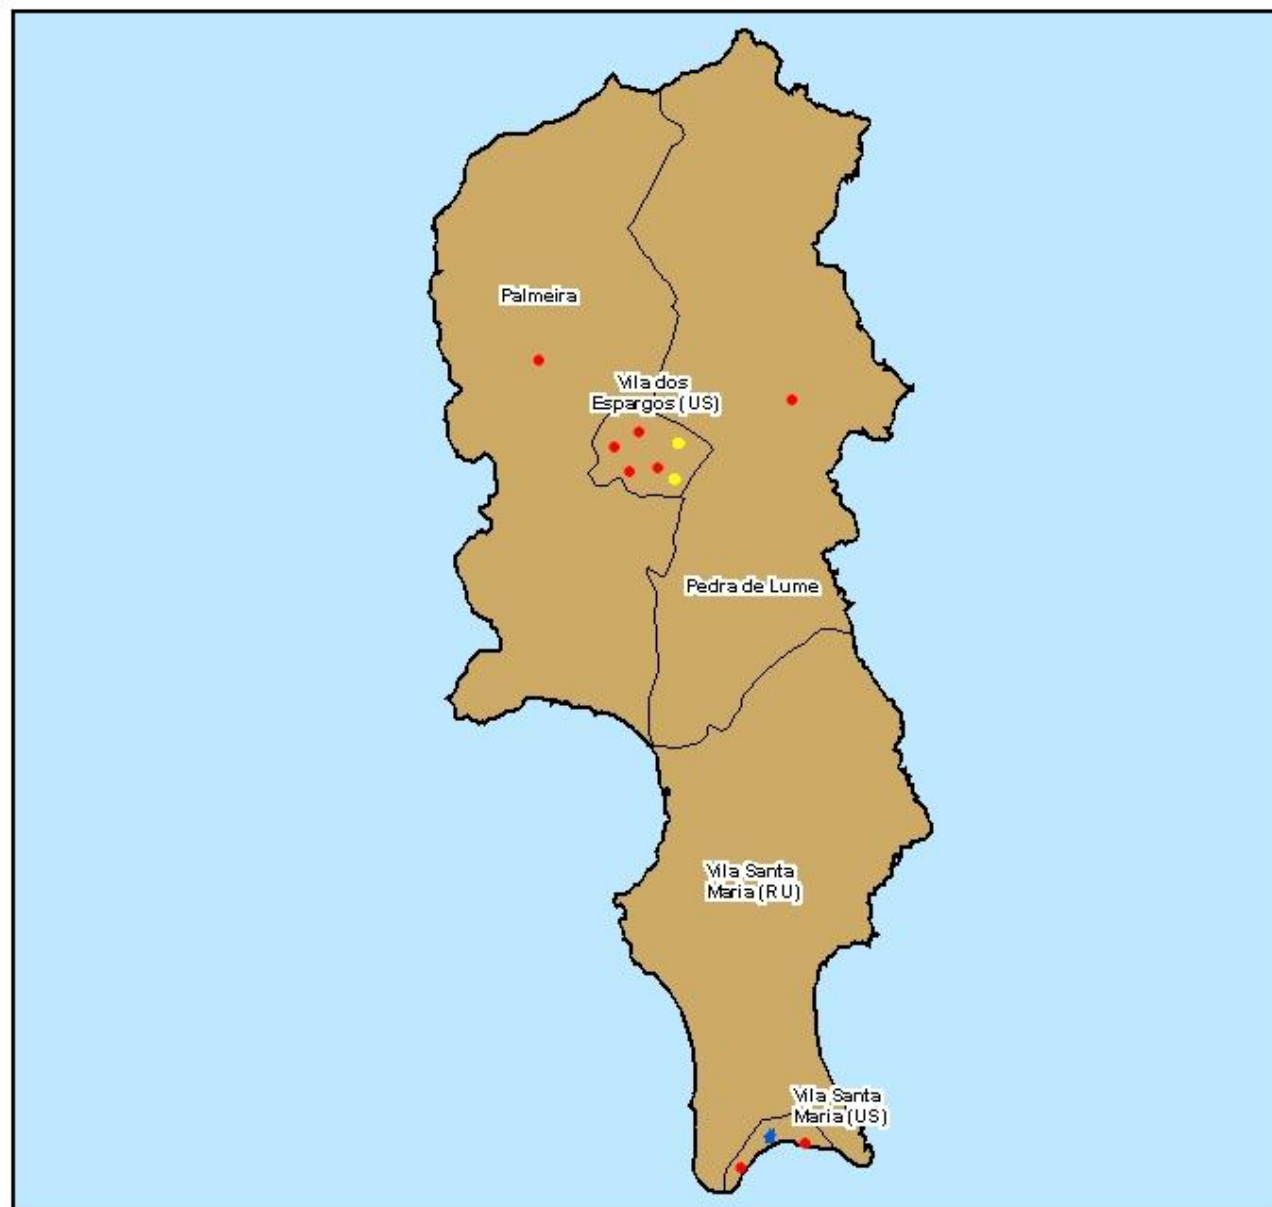 Palmeira
Vila dos
Espargos (US)
Pedra de Lume
Vila Santa
Maria (RU)
Vila Santa
Maria (US)